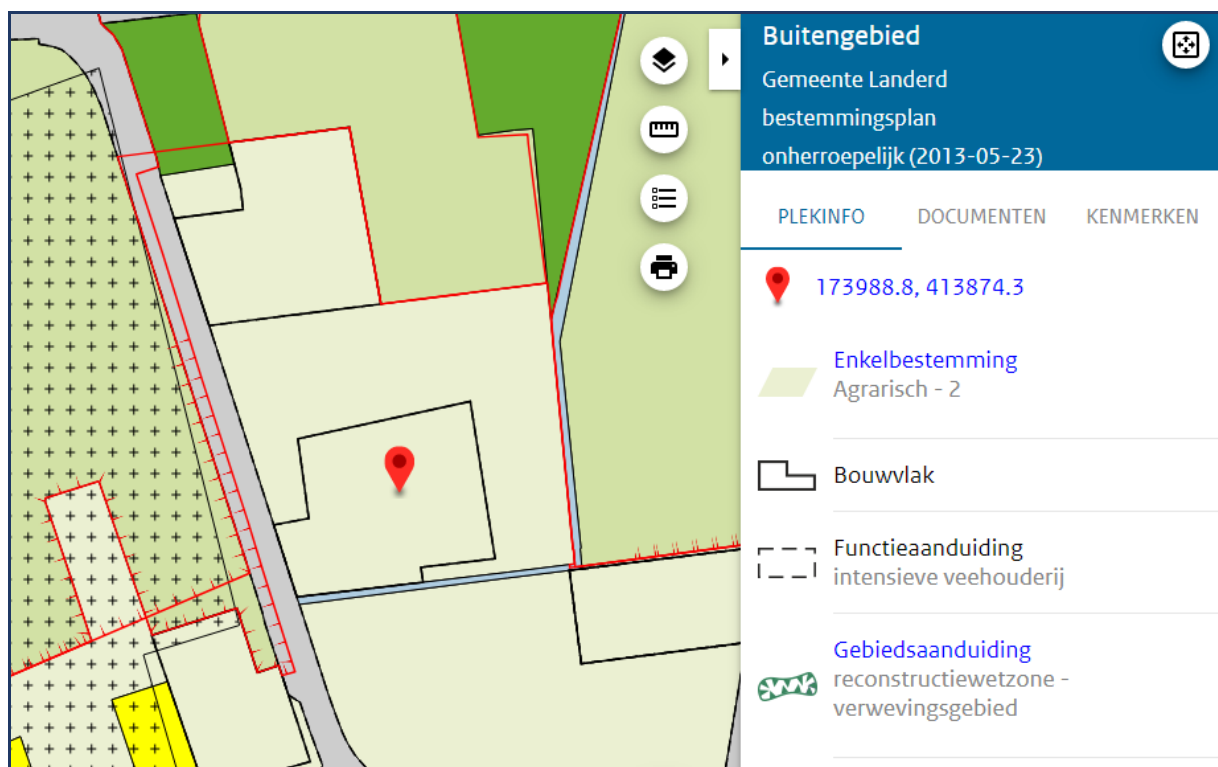 Buitengebied
Gemeente Landerd
bestemmingsplan
onherroepelijk (2013-05-23)
PLEKINFO DOCUMENTEN KENMERKEN
173988.8, 413874.3
Enkelbestemming
Agrarisch - 2
Bouwvlak
Functieaanduiding
intensieve veehouderij
Gebiedsaanduiding
reconstructiewetzone -
verwevingsgebied